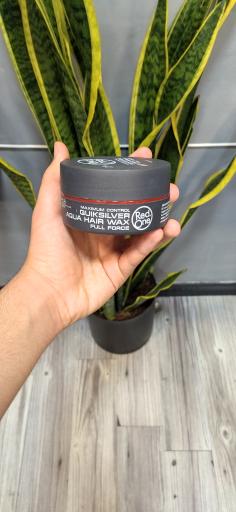 MAXIMUM CONTROL
QUIKSILVER
AQUA HAIR WAX
FULL FORCE
Red
One